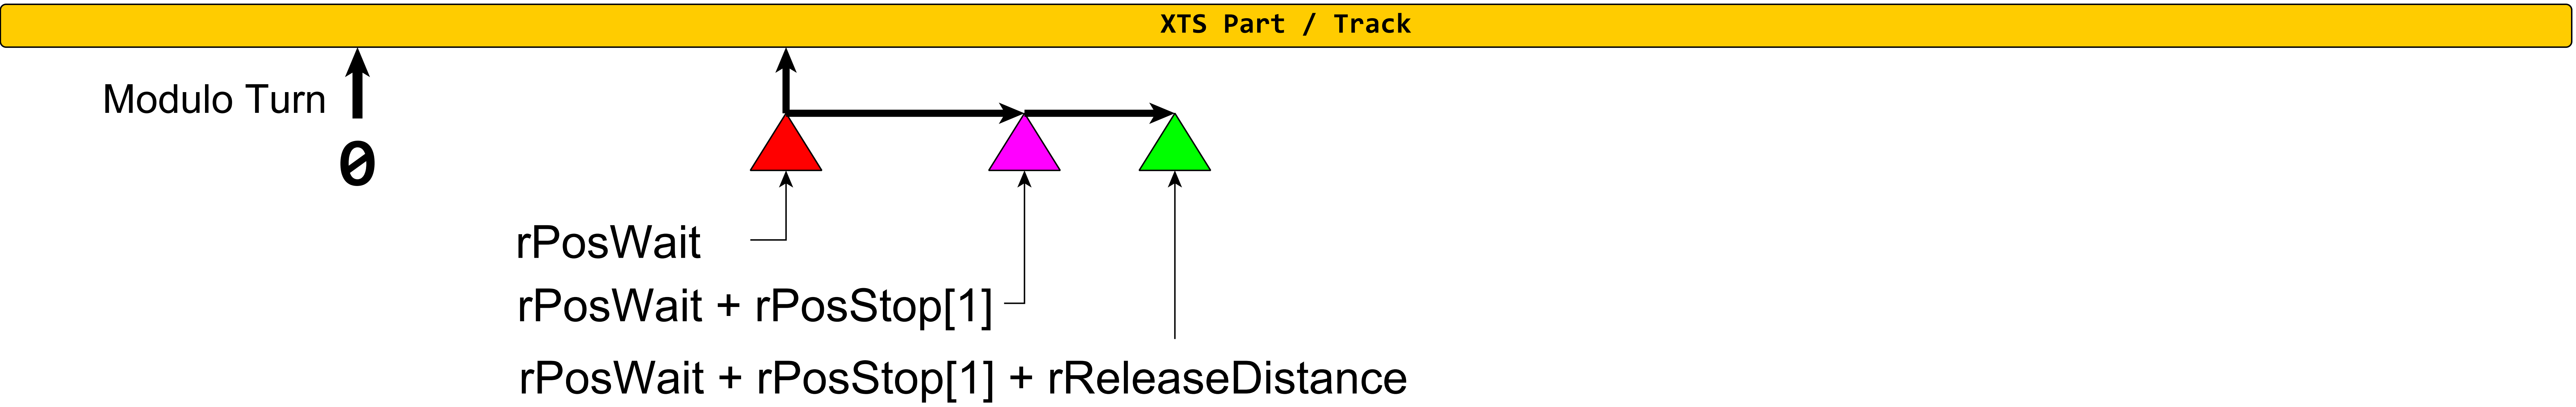 XTS Part / Track
Modulo Turn
0
rPosWait
rPosWait + rPosStop[1]
rPosWait + rPosStop[1] + rReleaseDistance